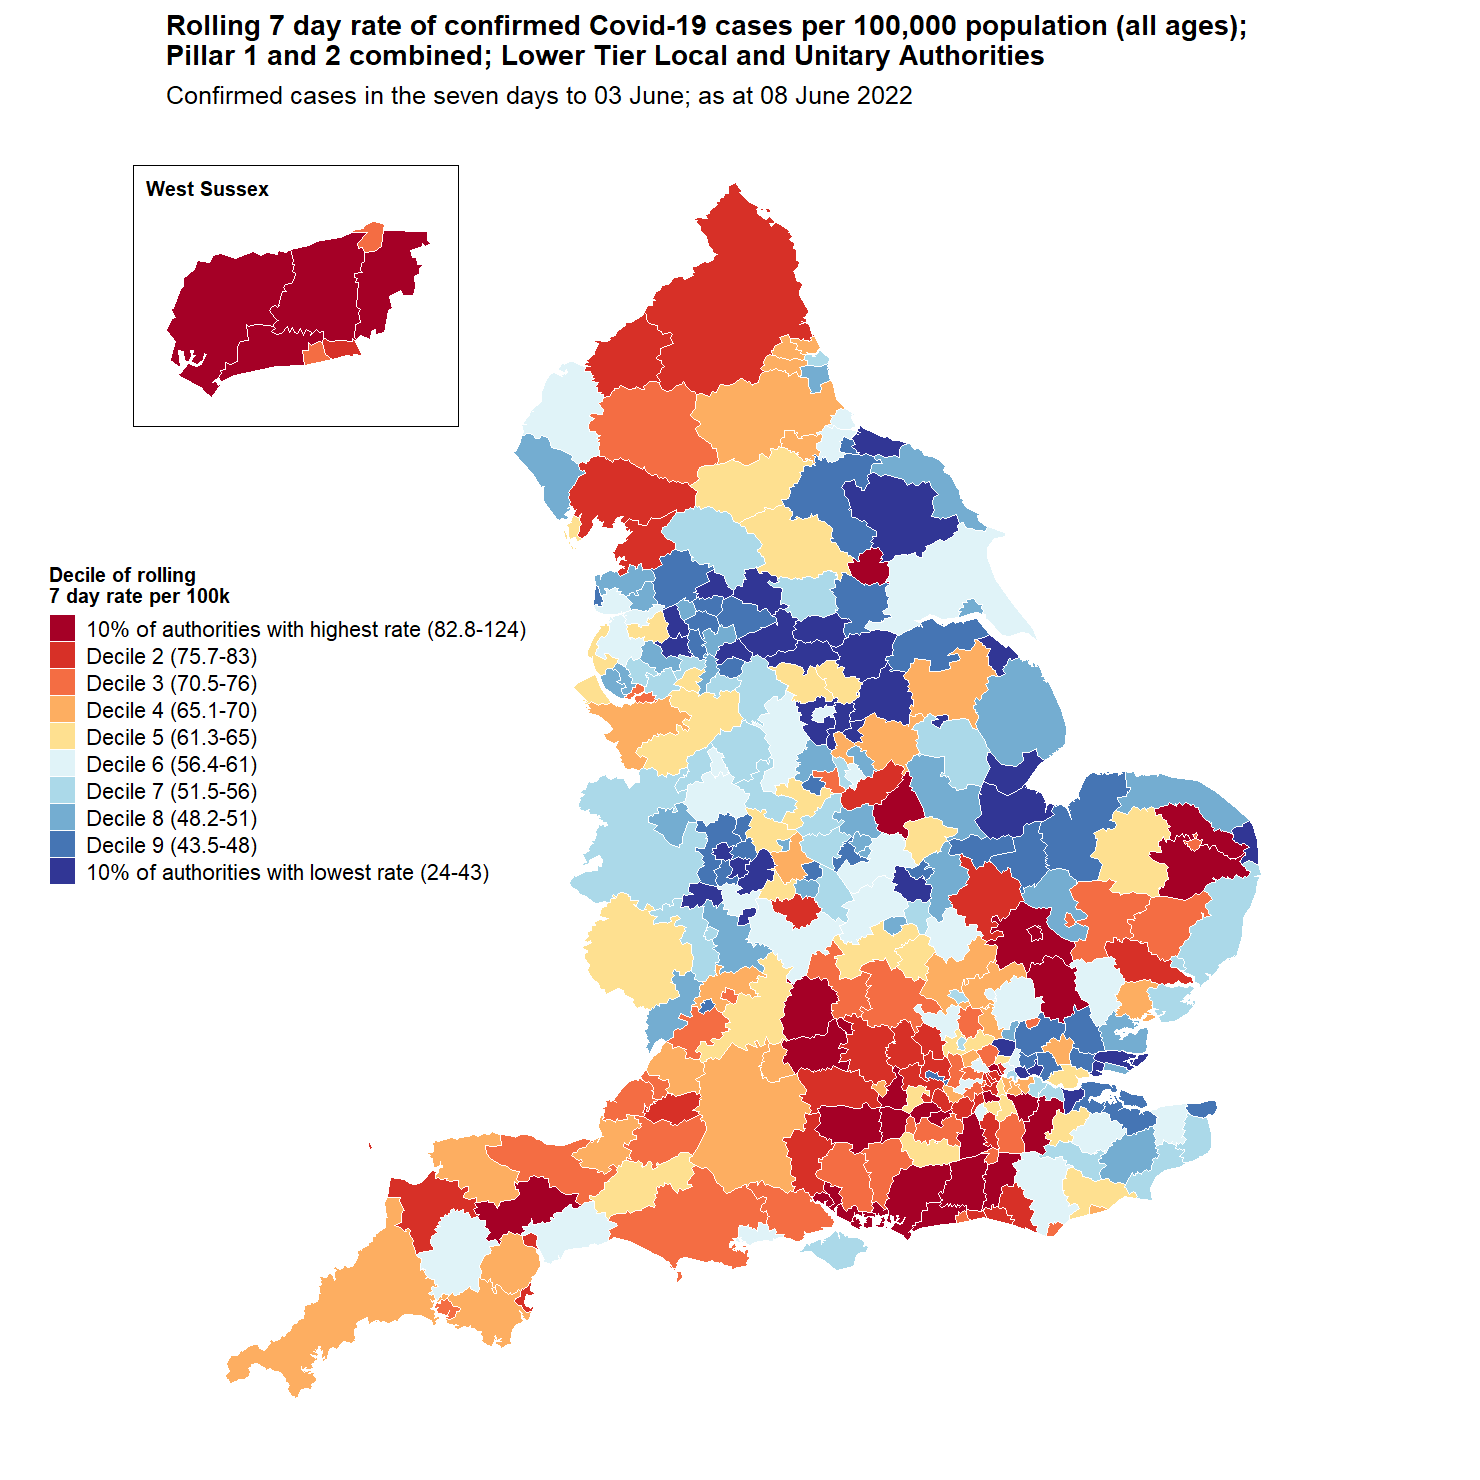 Rolling 7 day rate of confirmed Covid-19 cases per 100,000 population (all ages);
Pillar 1 and 2 combined; Lower Tier Local and Unitary Authorities
Confirmed cases in the seven days to 03 June; as at 08 June 2022
West Sussex
Decile of rolling
7 day rate per 100k
10% of authorities with highest rate (82.8-124)
Decile 2 (75.7-83)
Decile 3 (70.5-76)
Decile 4 (65.1-70)
Decile 5 (61.3-65)
Decile 6 (56.4-61)
Decile 7 (51.5-56)
Decile 8 (48.2-51)
Decile 9 (43.5-48)
10% of authorities with lowest rate (24-43)